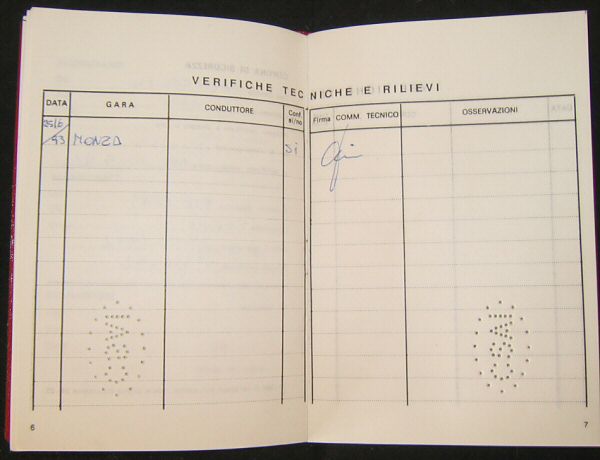 VERIFICHE TECNICHE E RILIEVI
DATA GARA CONDUTTORE Conf. si/no Firma COMM. TECNICO OSSERVAZIONI
25/6
93 MONZA si
6 7